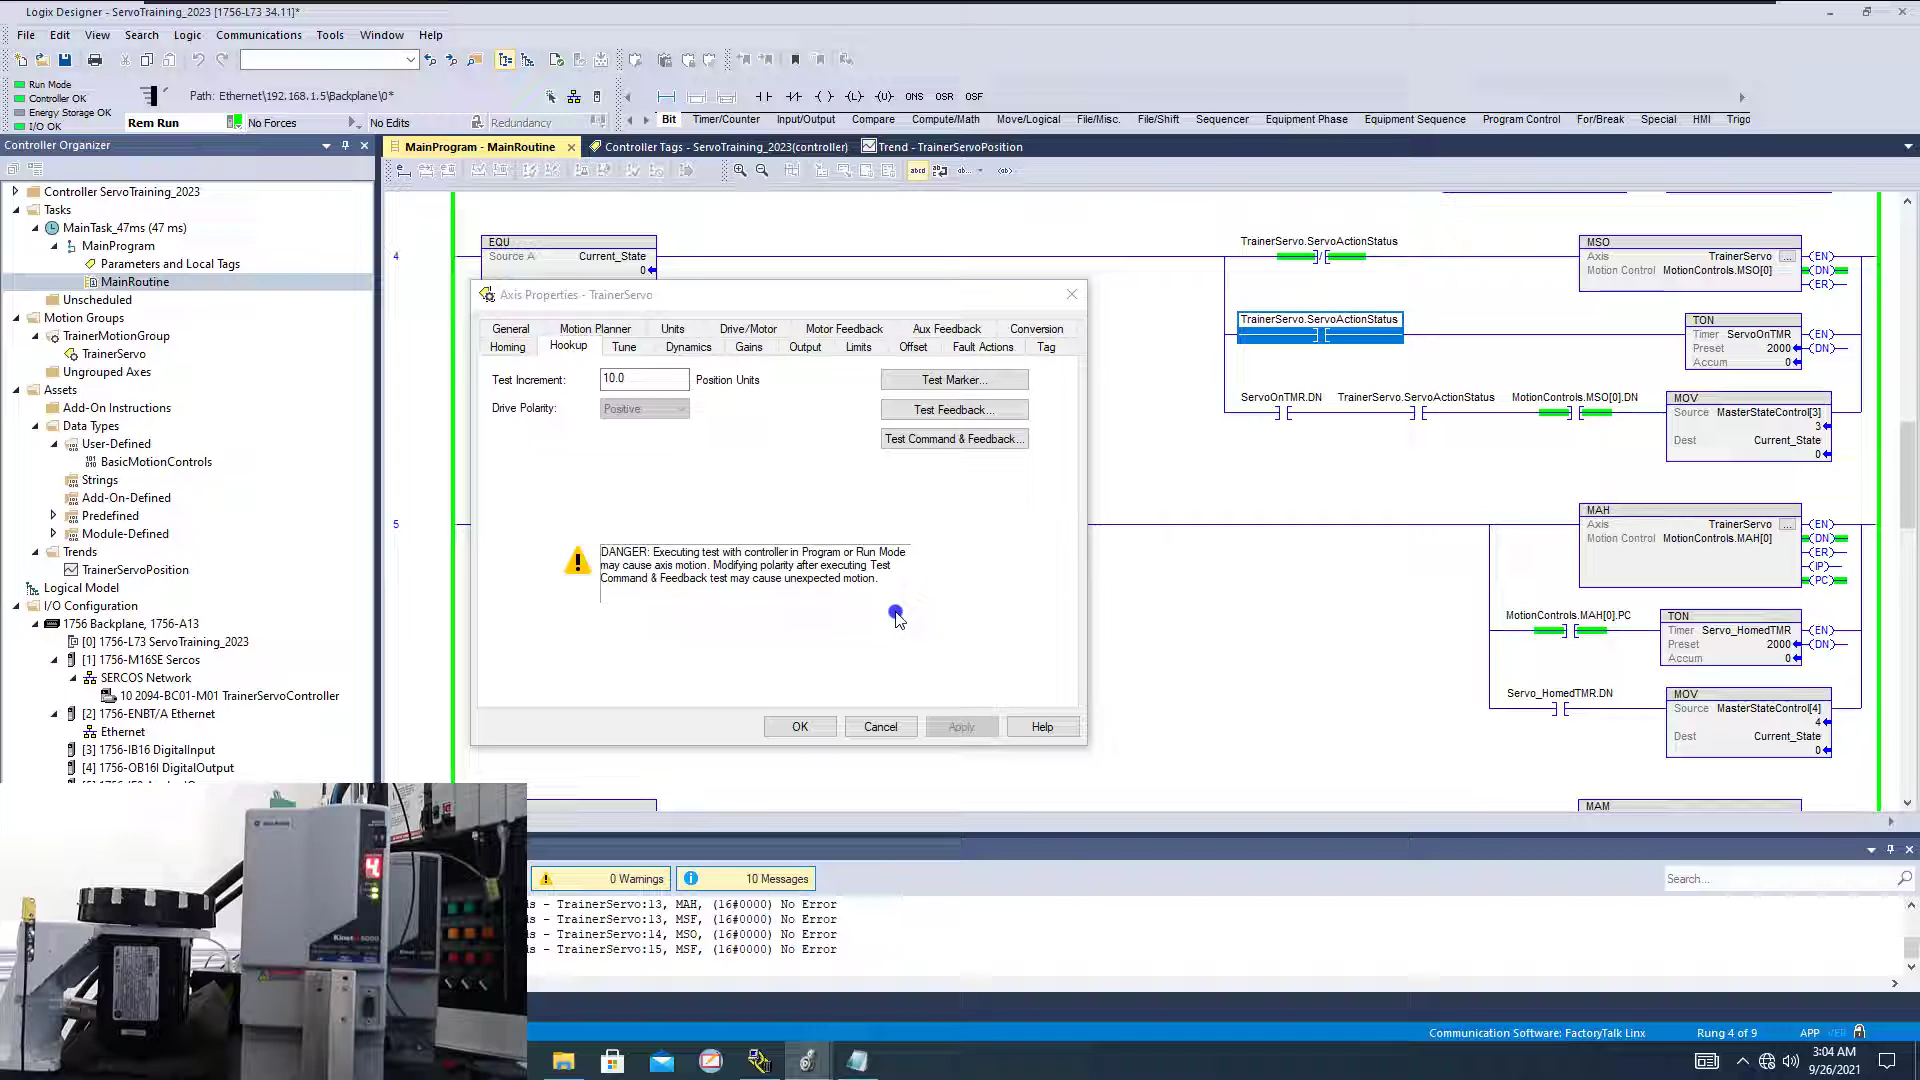 Logix Designer - ServoTraining_2023 [1756-L73 34.11]*
File Edit View Search Logic Communications Tools Window Help
Run Mode
Controller OK
Energy Storage OK
I/O OK
Path: Ethernet\192.168.1.5\Backplane\0*
Rem Run
No Forces
No Edits
Redundancy
ONS OSR OSF
Bit Timer/Counter Input/Output Compare Compute/Math Move/Logical File/Misc. File/Shift Sequencer Equipment Phase Equipment Sequence Program Control For/Break Special HMI Trigo
Controller Organizer
MainProgram - MainRoutine
Controller Tags - ServoTraining_2023(controller)
Trend - TrainerServoPosition
Controller ServoTraining_2023
Tasks
MainTask_47ms (47 ms)
MainProgram
Parameters and Local Tags
MainRoutine
Unscheduled
Motion Groups
TrainerMotionGroup
TrainerServo
Ungrouped Axes
Assets
Add-On Instructions
Data Types
User-Defined
BasicMotionControls
Strings
Add-On-Defined
Predefined
Module-Defined
Trends
TrainerServoPosition
Logical Model
I/O Configuration
1756 Backplane, 1756-A13
[0] 1756-L73 ServoTraining_2023
[1] 1756-M16SE Sercos
SERCOS Network
10 2094-BC01-M01 TrainerServoController
[2] 1756-ENBT/A Ethernet
Ethernet
[3] 1756-IB16 DigitalInput
[4] 1756-OB16I DigitalOutput
4
EQU
Source A Current_State
0
TrainerServo.ServoActionStatus
MSO
Axis TrainerServo ...
Motion Control MotionControls.MSO[0]
(EN)
(DN)
(ER)
TrainerServo.ServoActionStatus
TON
Timer ServoOnTMR
Preset 2000
Accum 0
(EN)
(DN)
ServoOnTMR.DN TrainerServo.ServoActionStatus MotionControls.MSO[0].DN
MOV
Source MasterStateControl[3]
3
Dest Current_State
0
5
MAH
Axis TrainerServo ...
Motion Control MotionControls.MAH[0]
(EN)
(DN)
(ER)
(IP)
(PC)
MotionControls.MAH[0].PC
TON
Timer Servo_HomedTMR
Preset 2000
Accum 0
(EN)
(DN)
Servo_HomedTMR.DN
MOV
Source MasterStateControl[4]
4
Dest Current_State
0
MAM
Axis Properties - TrainerServo
General Motion Planner Units Drive/Motor Motor Feedback Aux Feedback Conversion
Homing Hookup Tune Dynamics Gains Output Limits Offset Fault Actions Tag
Test Increment: 10.0 Position Units
Drive Polarity: Positive
Test Marker...
Test Feedback...
Test Command & Feedback...
DANGER: Executing test with controller in Program or Run Mode
may cause axis motion. Modifying polarity after executing Test
Command & Feedback test may cause unexpected motion.
OK Cancel Apply Help
0 Warnings
10 Messages
Search...
is - TrainerServo:13, MAH, (16#0000) No Error
is - TrainerServo:13, MSF, (16#0000) No Error
is - TrainerServo:14, MSO, (16#0000) No Error
is - TrainerServo:15, MSF, (16#0000) No Error
4
Communication Software: FactoryTalk Linx
Rung 4 of 9
APP
VER
3:04 AM
9/26/2021